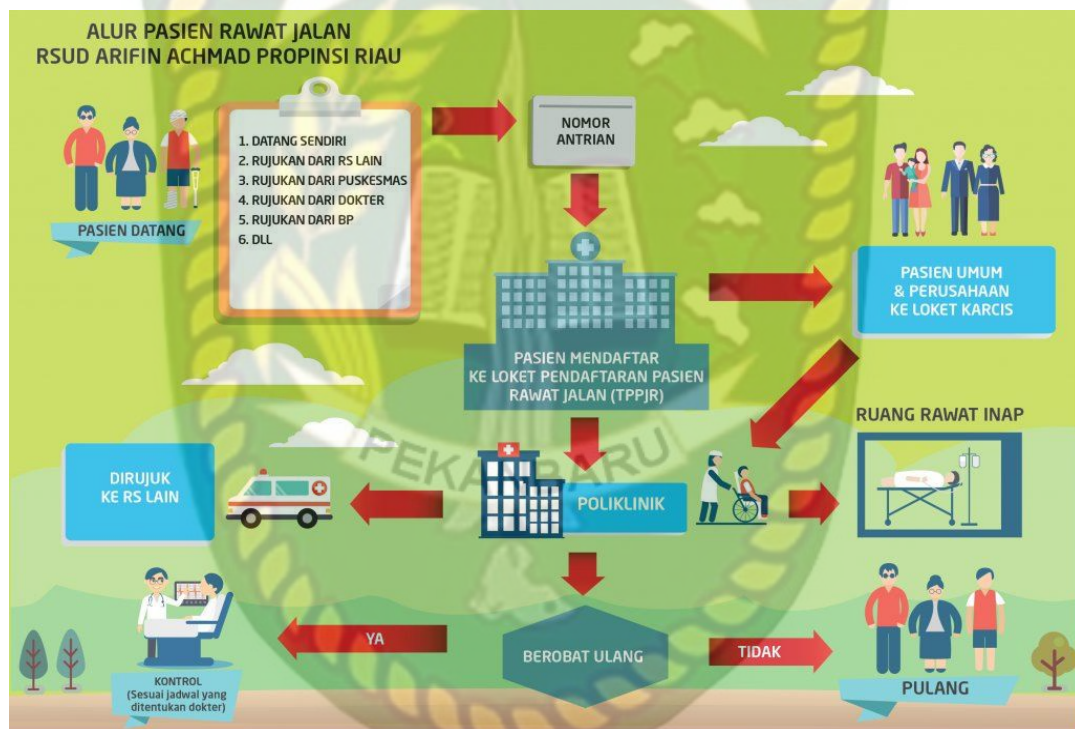 ALUR PASIEN RAWAT JALAN
RSUD ARIFIN ACHMAD PROPINSI RIAU
PASIEN DATANG
1. DATANG SENDIRI
2. RUJUKAN DARI RS LAIN
3. RUJUKAN DARI PUSKESMAS
4. RUJUKAN DARI DOKTER
5. RUJUKAN DARI BP
6. DLL
NOMOR
ANTRIAN
PASIEN UMUM
& PERUSAHAAN
KE LOKET KARCIS
PASIEN MENDAFTAR
KE LOKET PENDAFTARAN PASIEN
RAWAT JALAN (TPPJR)
PEKANBARU
RUANG RAWAT INAP
DIRUJUK
KE RS LAIN
POLIKLINIK
YA
BEROBAT ULANG
TIDAK
KONTROL
(Sesuai jadwal yang
ditentukan dokter)
PULANG